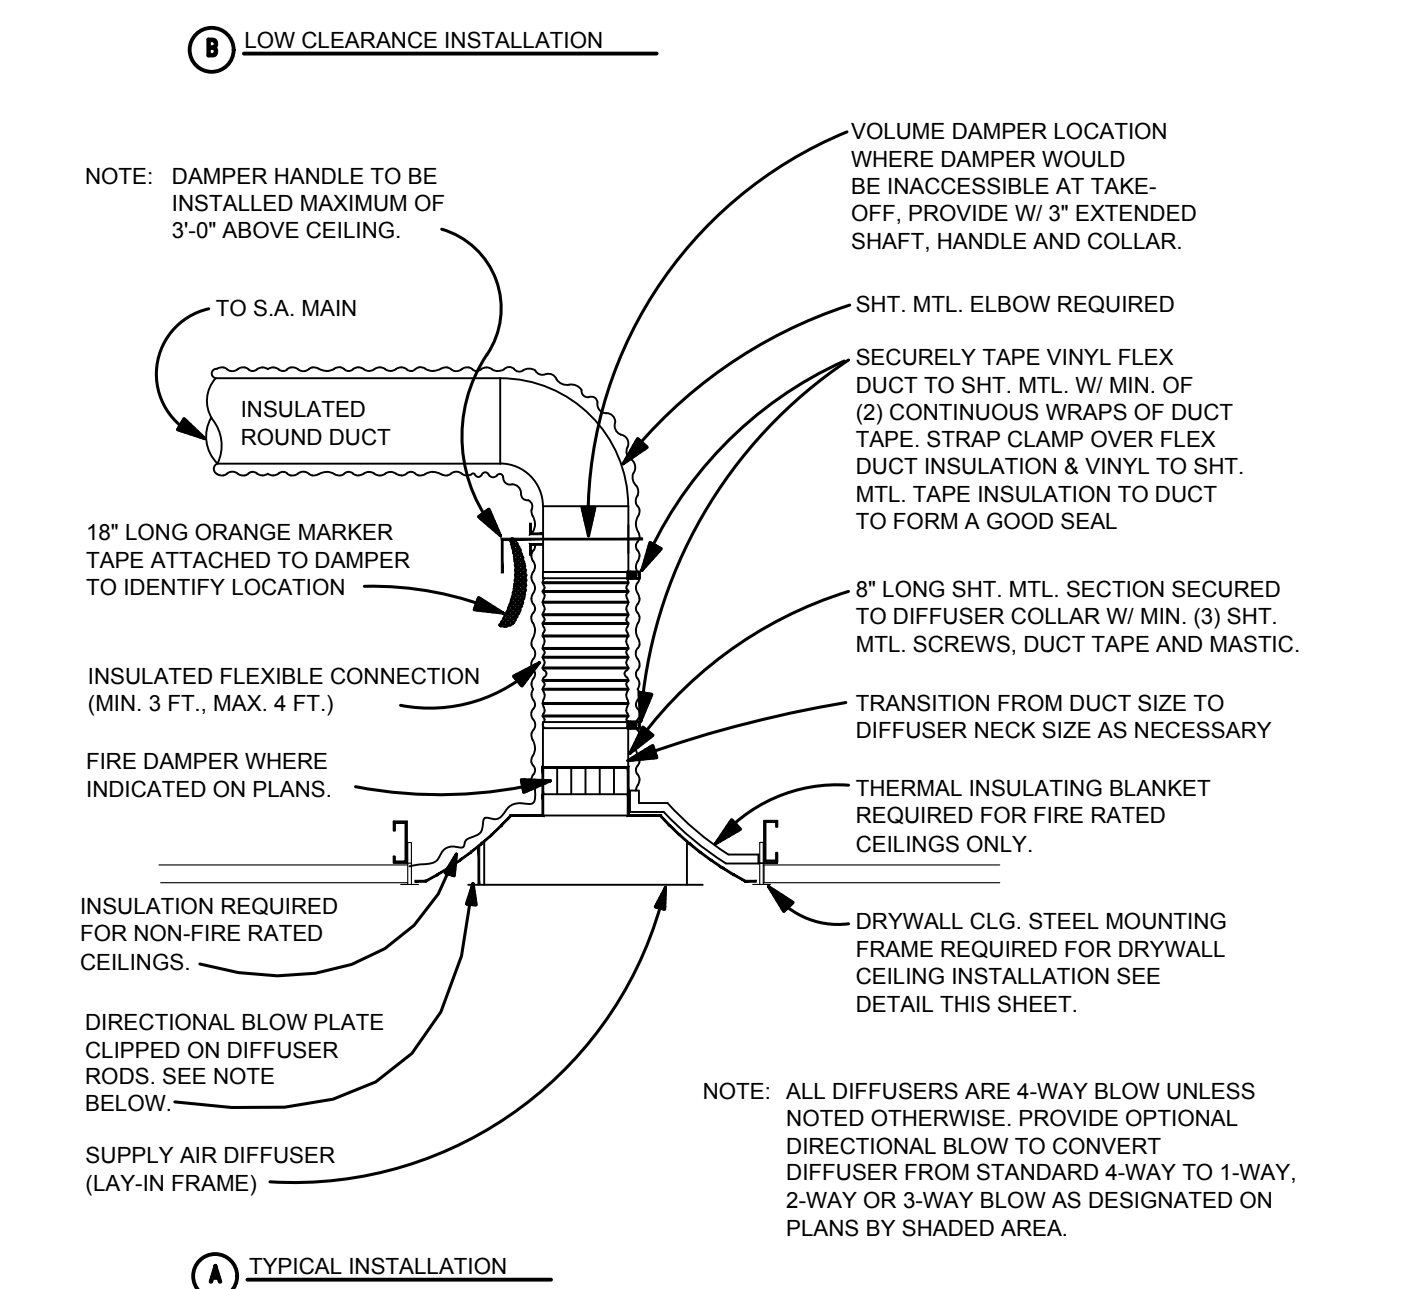 B LOW CLEARANCE INSTALLATION
VOLUME DAMPER LOCATION
WHERE DAMPER WOULD
BE INACCESSIBLE AT TAKE-
OFF, PROVIDE W/ 3" EXTENDED
SHAFT, HANDLE AND COLLAR.
NOTE: DAMPER HANDLE TO BE
INSTALLED MAXIMUM OF
3'-0" ABOVE CEILING.
TO S.A. MAIN
SHT. MTL. ELBOW REQUIRED
SECURELY TAPE VINYL FLEX
DUCT TO SHT. MTL. W/ MIN. OF
(2) CONTINUOUS WRAPS OF DUCT
TAPE. STRAP CLAMP OVER FLEX
DUCT INSULATION & VINYL TO SHT.
MTL. TAPE INSULATION TO DUCT
TO FORM A GOOD SEAL
INSULATED
ROUND DUCT
18" LONG ORANGE MARKER
TAPE ATTACHED TO DAMPER
TO IDENTIFY LOCATION
8" LONG SHT. MTL. SECTION SECURED
TO DIFFUSER COLLAR W/ MIN. (3) SHT.
MTL. SCREWS, DUCT TAPE AND MASTIC.
INSULATED FLEXIBLE CONNECTION
(MIN. 3 FT., MAX. 4 FT.)
TRANSITION FROM DUCT SIZE TO
DIFFUSER NECK SIZE AS NECESSARY
FIRE DAMPER WHERE
INDICATED ON PLANS.
THERMAL INSULATING BLANKET
REQUIRED FOR FIRE RATED
CEILINGS ONLY.
INSULATION REQUIRED
FOR NON-FIRE RATED
CEILINGS.
DRYWALL CLG. STEEL MOUNTING
FRAME REQUIRED FOR DRYWALL
CEILING INSTALLATION SEE
DETAIL THIS SHEET.
DIRECTIONAL BLOW PLATE
CLIPPED ON DIFFUSER
RODS. SEE NOTE
BELOW.
SUPPLY AIR DIFFUSER
(LAY-IN FRAME)
NOTE: ALL DIFFUSERS ARE 4-WAY BLOW UNLESS
NOTED OTHERWISE. PROVIDE OPTIONAL
DIRECTIONAL BLOW TO CONVERT
DIFFUSER FROM STANDARD 4-WAY TO 1-WAY,
2-WAY OR 3-WAY BLOW AS DESIGNATED ON
PLANS BY SHADED AREA.
A TYPICAL INSTALLATION